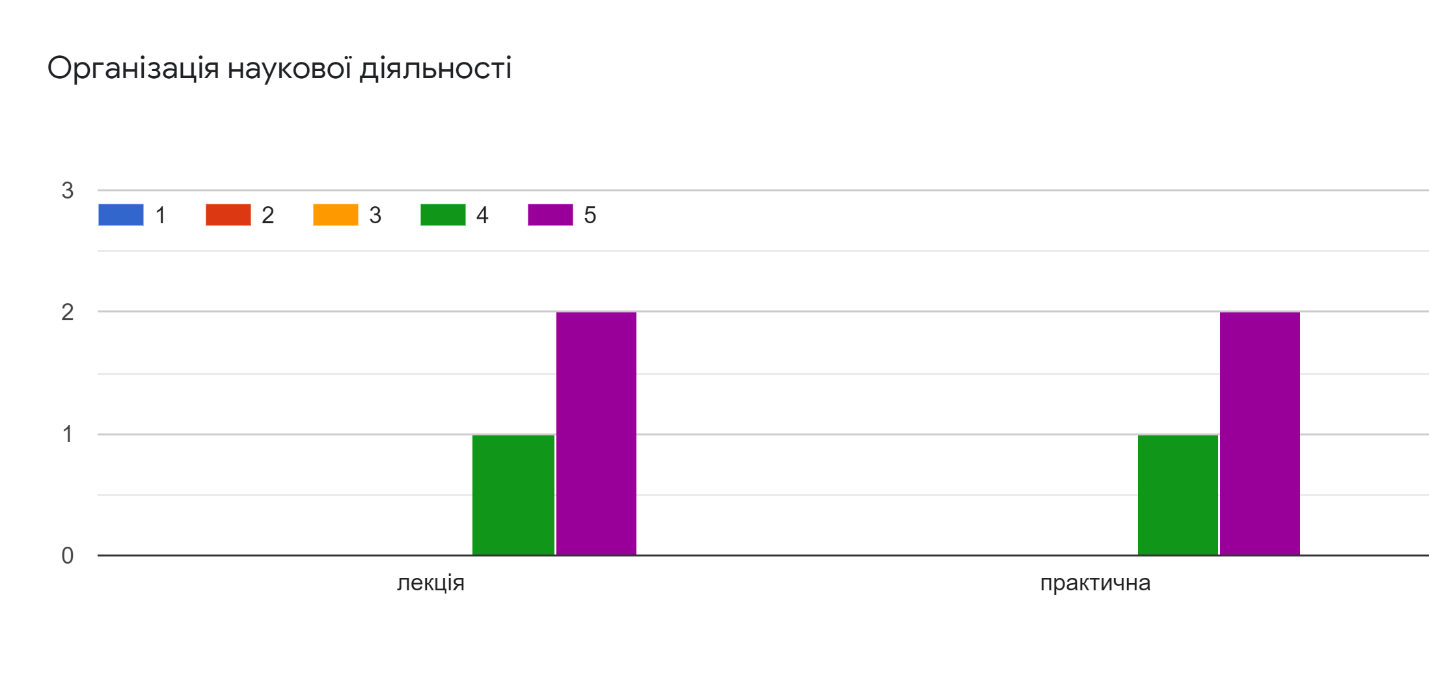 Організація наукової діяльності
3
1 2 3 4 5
2
1
0
лекція практична